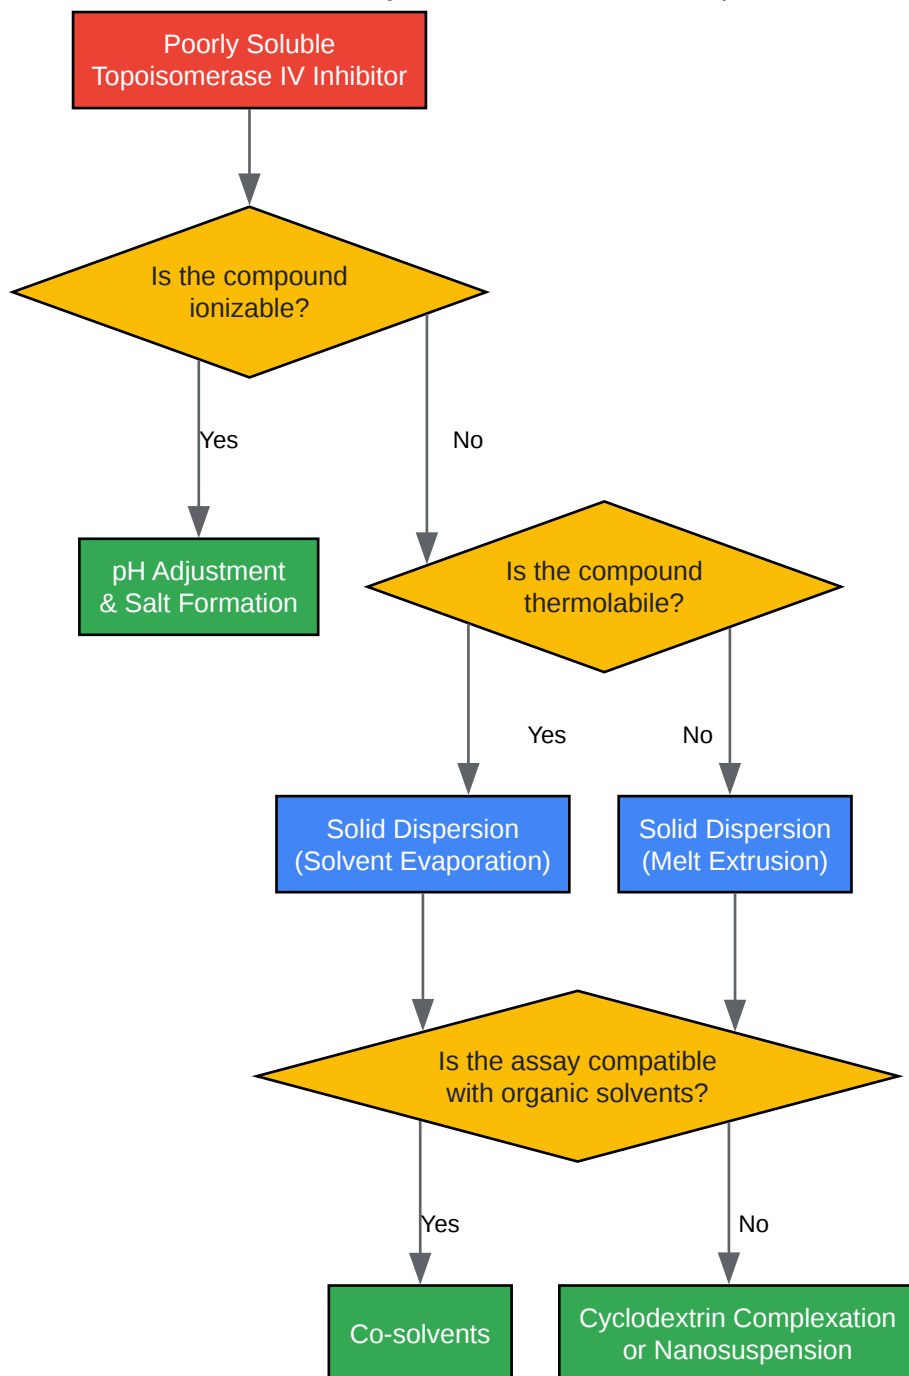 Poorly Soluble
Topoisomerase IV Inhibitor
Is the compound
ionizable?
Yes
No
pH Adjustment
& Salt Formation
Is the compound
thermolabile?
Yes
No
Solid Dispersion
(Solvent Evaporation)
Solid Dispersion
(Melt Extrusion)
Is the assay compatible
with organic solvents?
Yes
No
Co-solvents
Cyclodextrin Complexation
or Nanosuspension